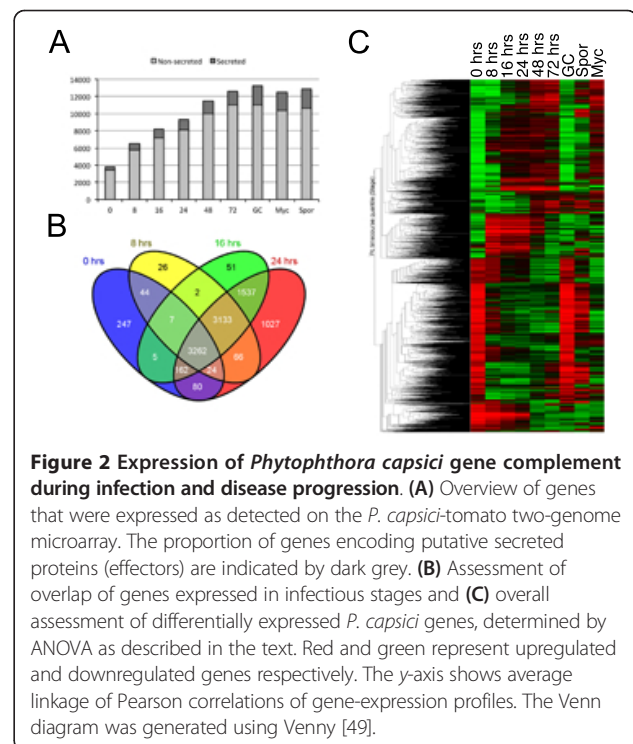 A
Non-secreted Secreted
14000
12000
10000
8000
6000
4000
2000
0
0 8 16 24 48 72 GC Myc Spor
B
0 hrs
8 hrs
16 hrs
24 hrs
26 51
44 2 1537
247 7 3133 1027
3262
5 66
162 24
80
C
0 hrs
8 hrs
16 hrs
24 hrs
48 hrs
72 hrs
GC
Spor
Myc
Figure 2 Expression of Phytophthora capsici gene complement
during infection and disease progression. (A) Overview of genes
that were expressed as detected on the P. capsici-tomato two-genome
microarray. The proportion of genes encoding putative secreted
proteins (effectors) are indicated by dark grey. (B) Assessment of
overlap of genes expressed in infectious stages and (C) overall
assessment of differentially expressed P. capsici genes, determined by
ANOVA as described in the text. Red and green represent upregulated
and downregulated genes respectively. The y-axis shows average
linkage of Pearson correlations of gene-expression profiles. The Venn
diagram was generated using Venny [49].